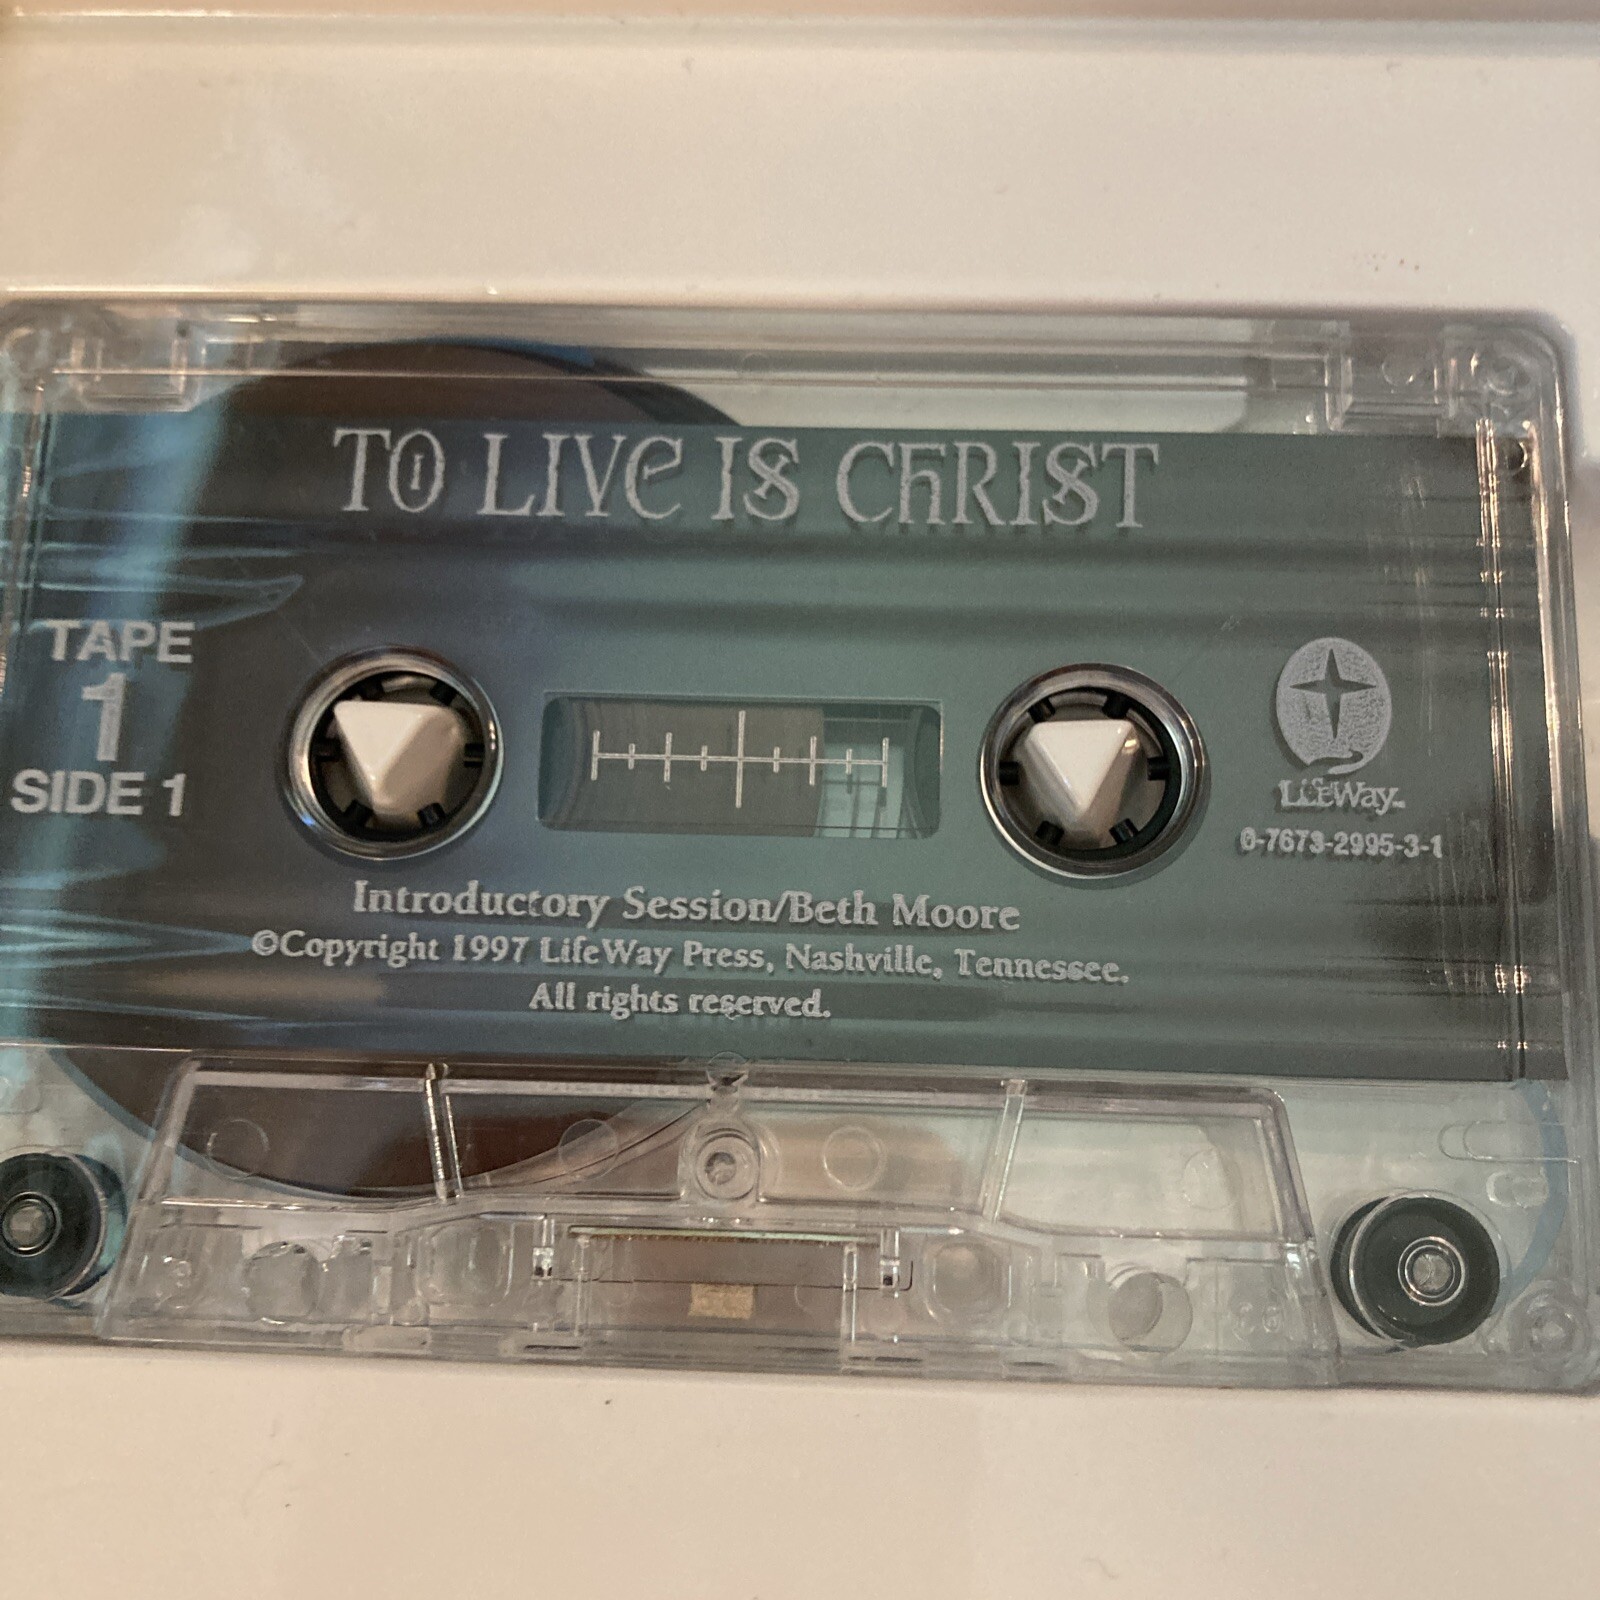 TO LIVE IS CHRIST
TAPE
1
SIDE 1
LIFEWay™
0-7673-2995-3-1
Introductory Session/Beth Moore
©Copyright 1997 LifeWay Press, Nashville, Tennessee.
All rights reserved.